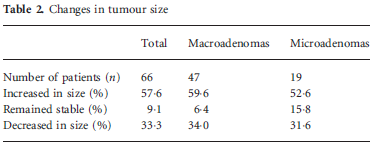 Table 2. Changes in tumour size
Total Macroadenomas Microadenomas
Number of patients (n) 66 47 19
Increased in size (%) 57·6 59·6 52·6
Remained stable (%) 9·1 6·4 15·8
Decreased in size (%) 33·3 34·0 31·6